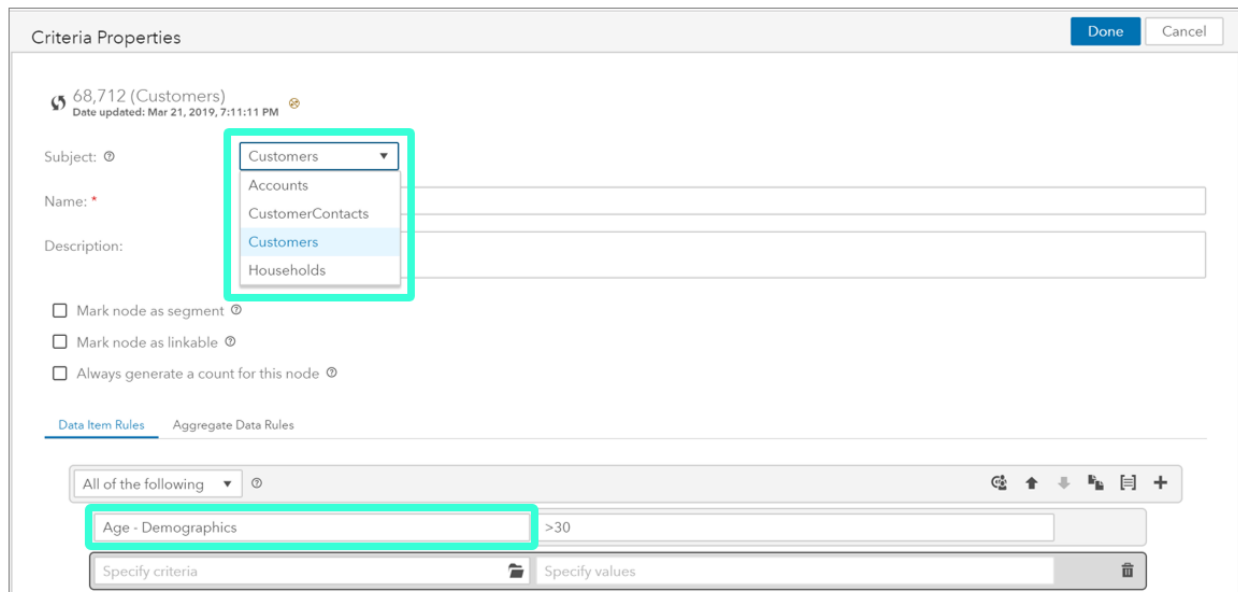 Criteria Properties
Done
Cancel
68,712 (Customers)
Date updated: Mar 21, 2019, 7:11:11 PM
Subject:
Customers
Accounts
CustomerContacts
Customers
Households
Name: *
Description:
Mark node as segment
Mark node as linkable
Always generate a count for this node
Data Item Rules
Aggregate Data Rules
All of the following
Age - Demographics
>30
Specify criteria
Specify values